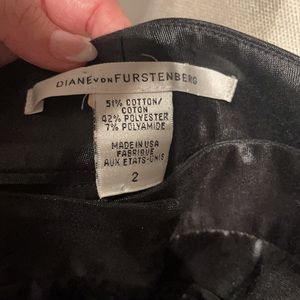 DIANE VON FURSTENBERG
51% COTTON/
COTON
42% POLYESTER
7% POLYAMIDE
MADE IN USA
FABRIQUE
AUX ETATS-UNIS
2